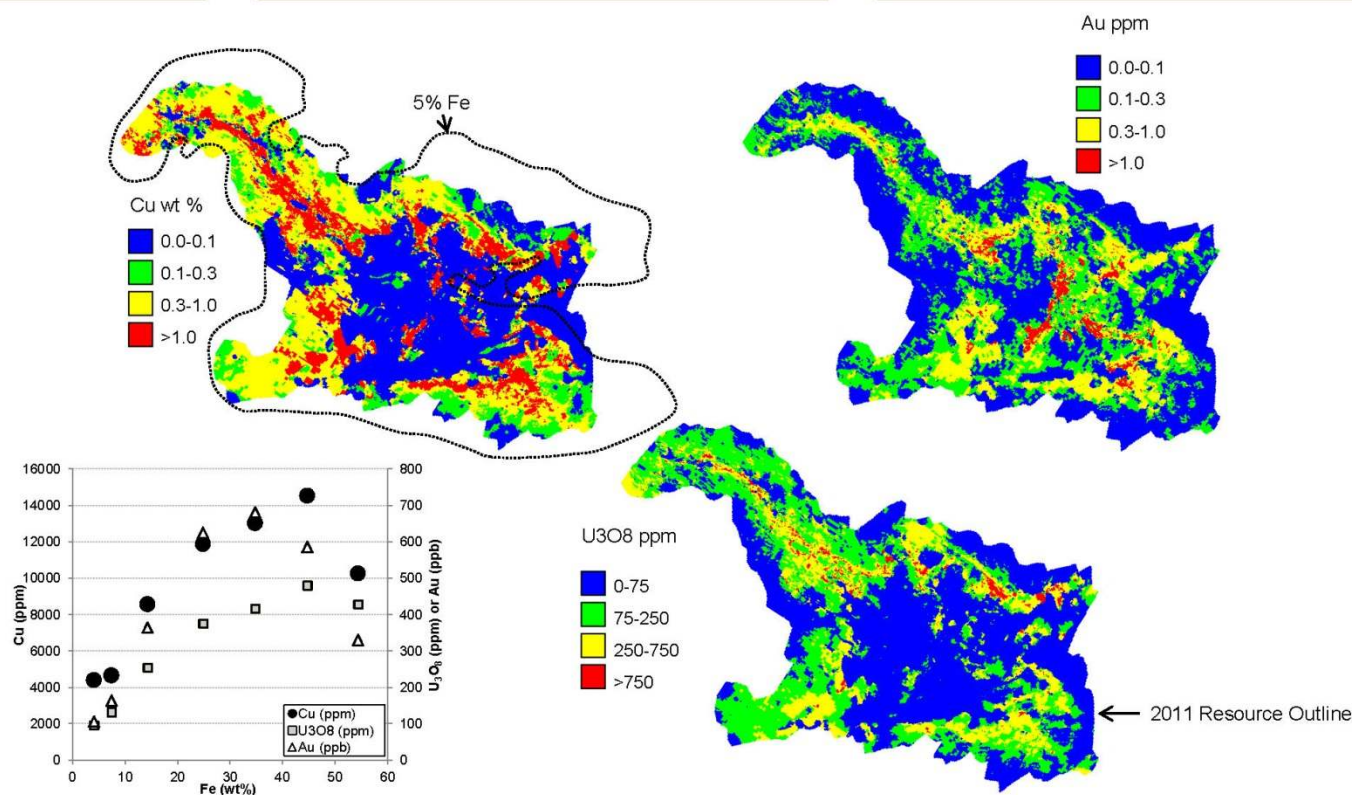 Au ppm
0.0-0.1
0.1-0.3
0.3-1.0
>1.0
5% Fe
Cu wt %
0.0-0.1
0.1-0.3
0.3-1.0
>1.0
U3O8 ppm
0-75
75-250
250-750
>750
2011 Resource Outline
16000
14000
12000
10000
8000
6000
4000
2000
0
Cu (ppm)
800
700
600
500
400
300
200
100
0
U₃O₈ (ppm) or Au (ppb)
Cu (ppm)
U3O8 (ppm)
Au (ppb)
0 10 20 30 40 50 60
Fe (wt%)